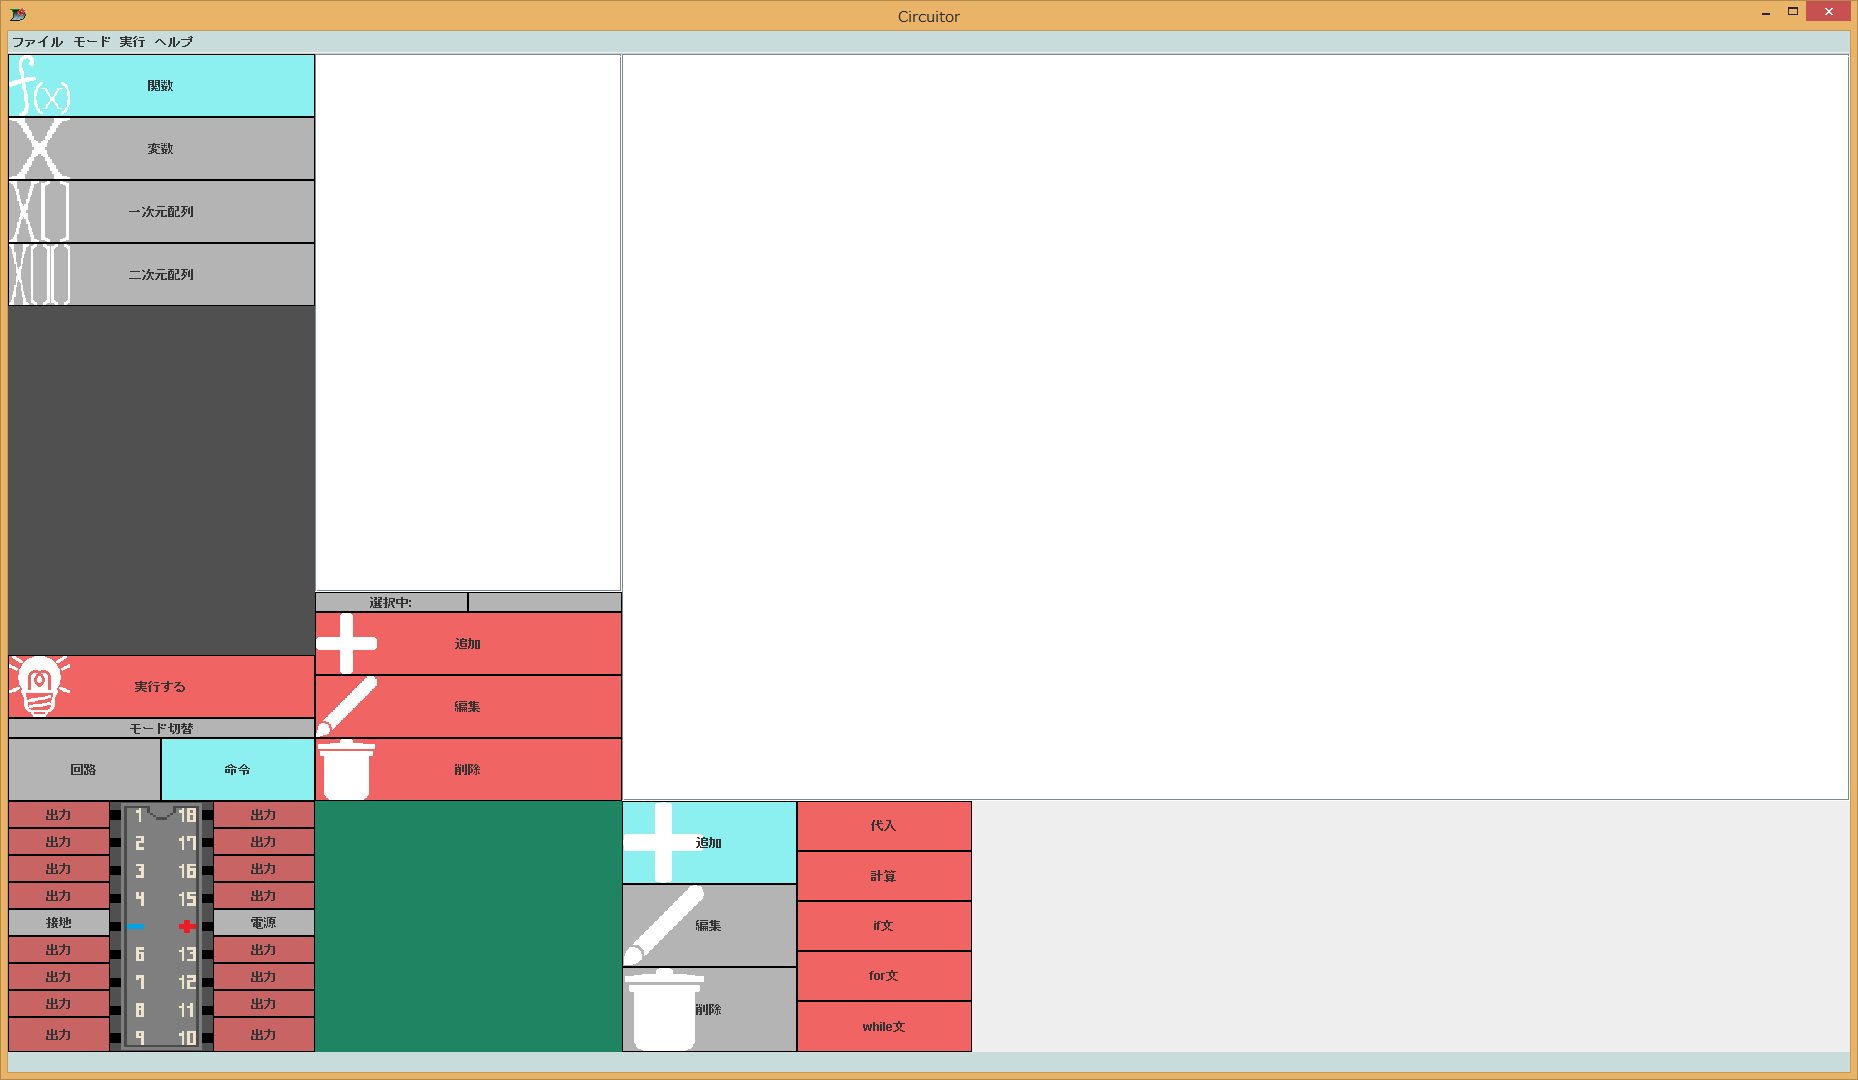 Circuitor
ファイル モード 実行 ヘルプ
f(x) 関数
X 変数
X[] 一次元配列
X[][] 二次元配列
選択中:
追加
編集
削除
実行する
モード切替
回路 命令
出力 1 18 出力
出力 2 17 出力
出力 3 16 出力
出力 4 15 出力
接地 - + 電源
出力 6 13 出力
出力 7 12 出力
出力 8 11 出力
出力 9 10 出力
追加
編集
削除
代入
計算
if文
for文
while文